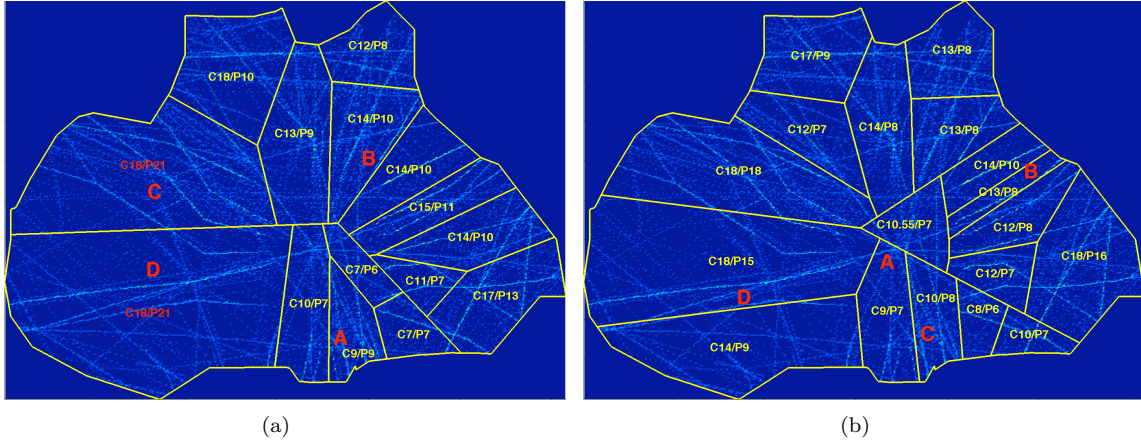 C12/P8
C18/P10
C14/P10
C13/P9
B
C18/P21
C14/P10
C
C15/P11
C14/P10
D
C7/P6
C11/P7
C10/P7
C17/P13
C18/P21
C7/P7
A
C9/P9
(a)
C13/P8
C17/P9
C12/P7
C14/P8
C13/P8
C14/P10
B
C18/P18
C13/P8
C10.55/P7
C12/P8
C18/P15
A
C18/P16
C12/P7
D
C10/P8
C9/P7
C8/P6
C
C10/P7
C14/P9
(b)